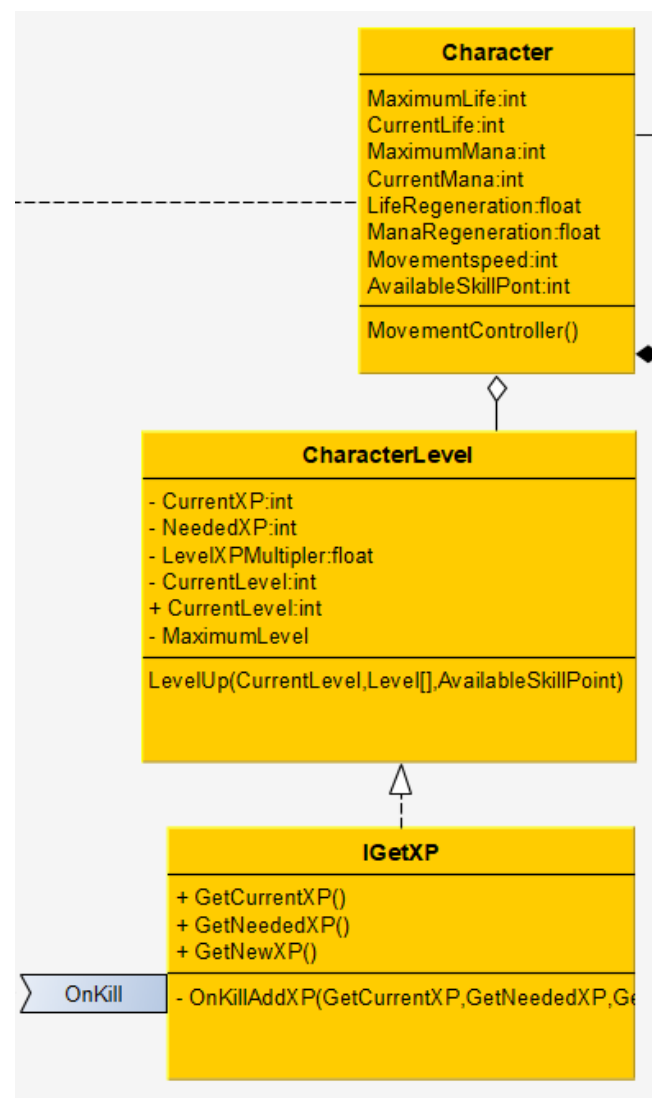 Character
MaximumLife:int
CurrentLife:int
MaximumMana:int
CurrentMana:int
LifeRegeneration:float
ManaRegeneration:float
Movementspeed:int
AvailableSkillPont:int
MovementController()
CharacterLevel
- CurrentXP:int
- NeededXP:int
- LevelXPMultipler:float
- CurrentLevel:int
+ CurrentLevel:int
- MaximumLevel
LevelUp(CurrentLevel,Level[],AvailableSkillPoint)
IGetXP
+ GetCurrentXP()
+ GetNeededXP()
+ GetNewXP()
OnKill
- OnKillAddXP(GetCurrentXP,GetNeededXP,